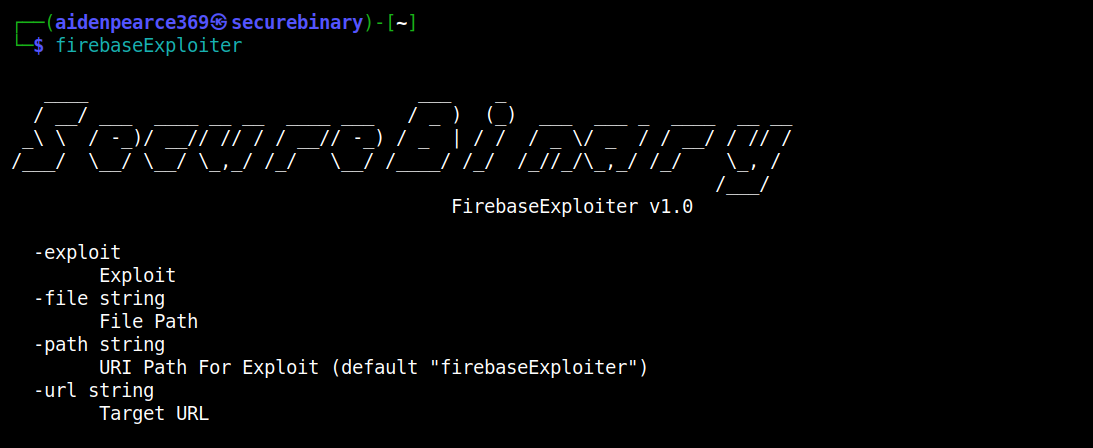 ┌──(aidenpearce369㉿securebinary)-[~]
└─$ firebaseExploiter
SecureBinary
FirebaseExploiter v1.0
-exploit
Exploit
-file string
File Path
-path string
URI Path For Exploit (default "firebaseExploiter")
-url string
Target URL